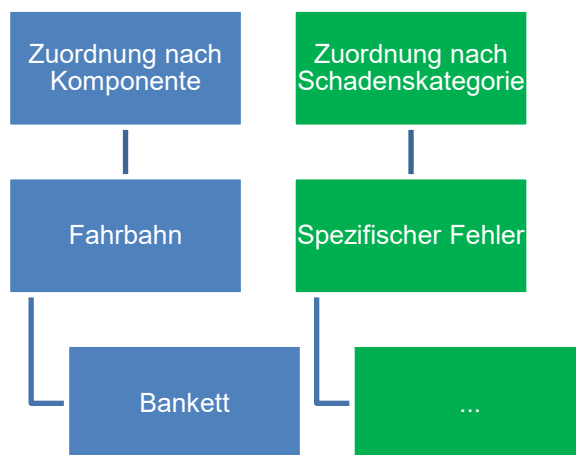 Zuordnung nach
Komponente
Zuordnung nach
Schadenskategorie
Fahrbahn
Spezifischer Fehler
Bankett
...